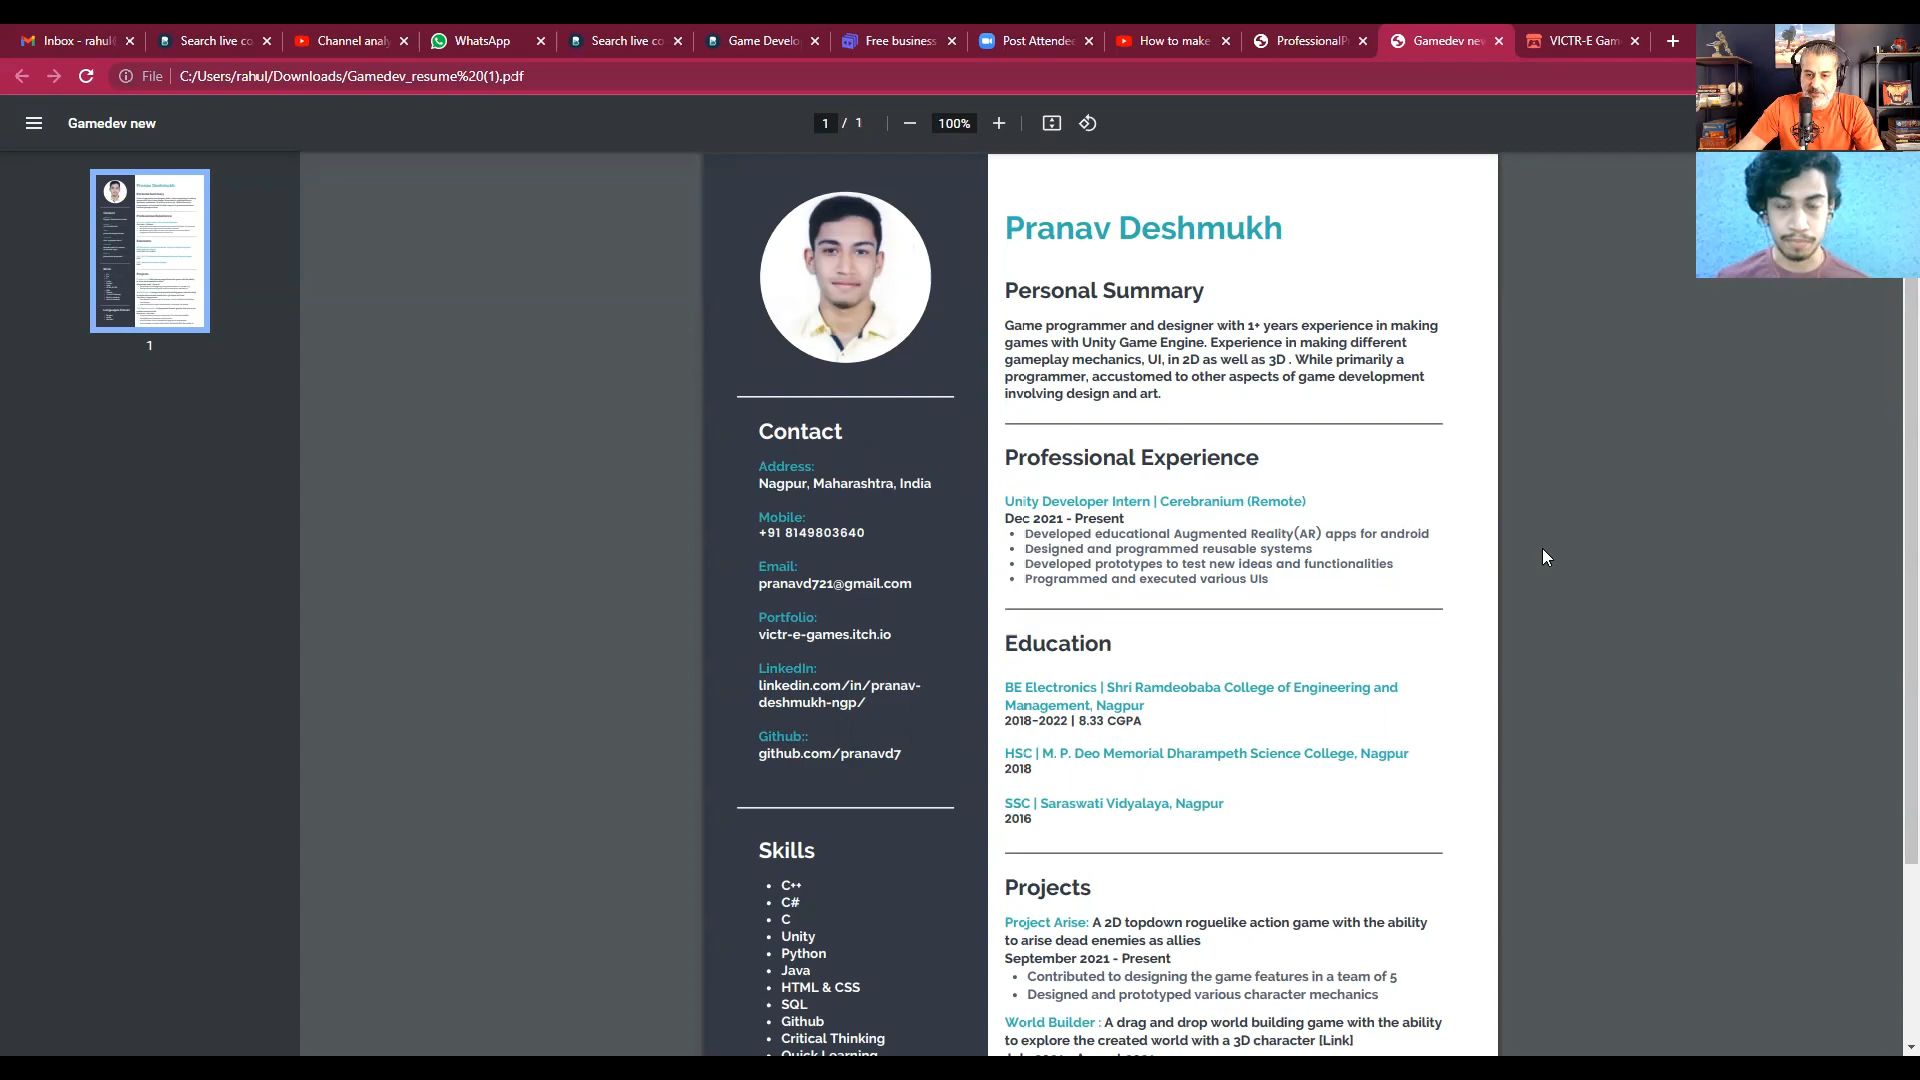 Inbox - rahul
Search live co
Channel analy
WhatsApp
Search live co
Game Develo
Free business
Post Attende
How to make
ProfessionalP
Gamedev new
VICTR-E Gam
File
C:/Users/rahul/Downloads/Gamedev_resume%20(1).pdf
Gamedev new
1 / 1
100%
1
Contact
Address:
Nagpur, Maharashtra, India
Mobile:
+91 8149803640
Email:
pranavd721@gmail.com
Portfolio:
victr-e-games.itch.io
LinkedIn:
linkedin.com/in/pranav-
deshmukh-ngp/
Github::
github.com/pranavd7
Skills
• C++
• C#
• C
• Unity
• Python
• Java
• HTML & CSS
• SQL
• Github
• Critical Thinking
• Quick Learning
Pranav Deshmukh
Personal Summary
Game programmer and designer with 1+ years experience in making
games with Unity Game Engine. Experience in making different
gameplay mechanics, UI, in 2D as well as 3D . While primarily a
programmer, accustomed to other aspects of game development
involving design and art.
Professional Experience
Unity Developer Intern | Cerebranium (Remote)
Dec 2021 - Present
• Developed educational Augmented Reality(AR) apps for android
• Designed and programmed reusable systems
• Developed prototypes to test new ideas and functionalities
• Programmed and executed various UIs
Education
BE Electronics | Shri Ramdeobaba College of Engineering and
Management, Nagpur
2018-2022 | 8.33 CGPA
HSC | M. P. Deo Memorial Dharampeth Science College, Nagpur
2018
SSC | Saraswati Vidyalaya, Nagpur
2016
Projects
Project Arise: A 2D topdown roguelike action game with the ability
to arise dead enemies as allies
September 2021 - Present
• Contributed to designing the game features in a team of 5
• Designed and prototyped various character mechanics
World Builder : A drag and drop world building game with the ability
to explore the created world with a 3D character [Link]